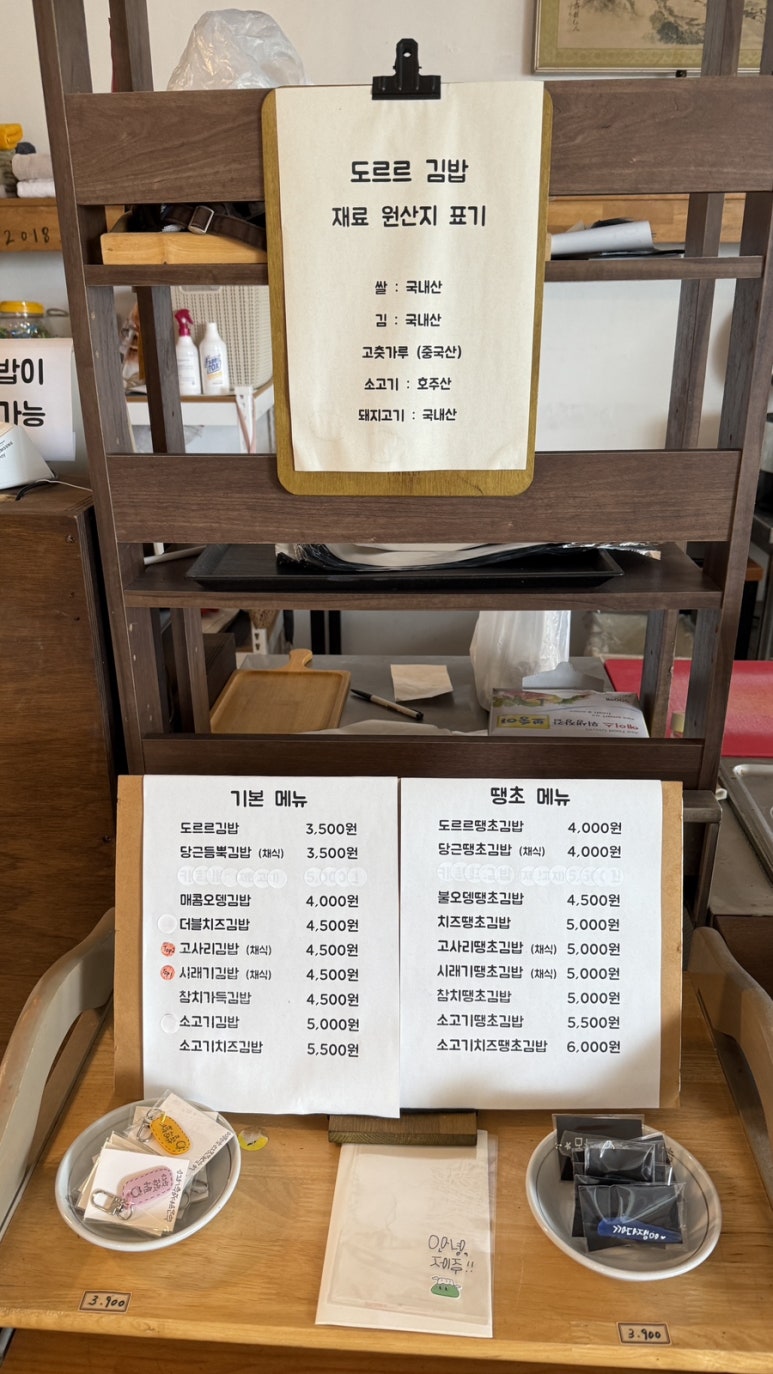 2018
도르르 김밥
재료 원산지 표기
쌀 : 국내산
김 : 국내산
고춧가루 (중국산)
소고기 : 호주산
돼지고기 : 국내산
밥이
가능
기본 메뉴
도르르김밥 3,500원
당근듬뿍김밥 (채식) 3,500원
매콤오뎅김밥 4,000원
더블치즈김밥 4,500원
고사리김밥 (채식) 4,500원
시래기김밥 (채식) 4,500원
참치가득김밥 4,500원
소고기김밥 5,000원
소고기치즈김밥 5,500원
땡초 메뉴
도르르땡초김밥 4,000원
당근땡초김밥 (채식) 4,000원
불오뎅땡초김밥 4,500원
치즈땡초김밥 5,000원
고사리땡초김밥 (채식) 5,000원
시래기땡초김밥 (채식) 5,000원
참치땡초김밥 5,000원
소고기땡초김밥 5,500원
소고기치즈땡초김밥 6,000원
안녕,
제주!!
3.900
3.900